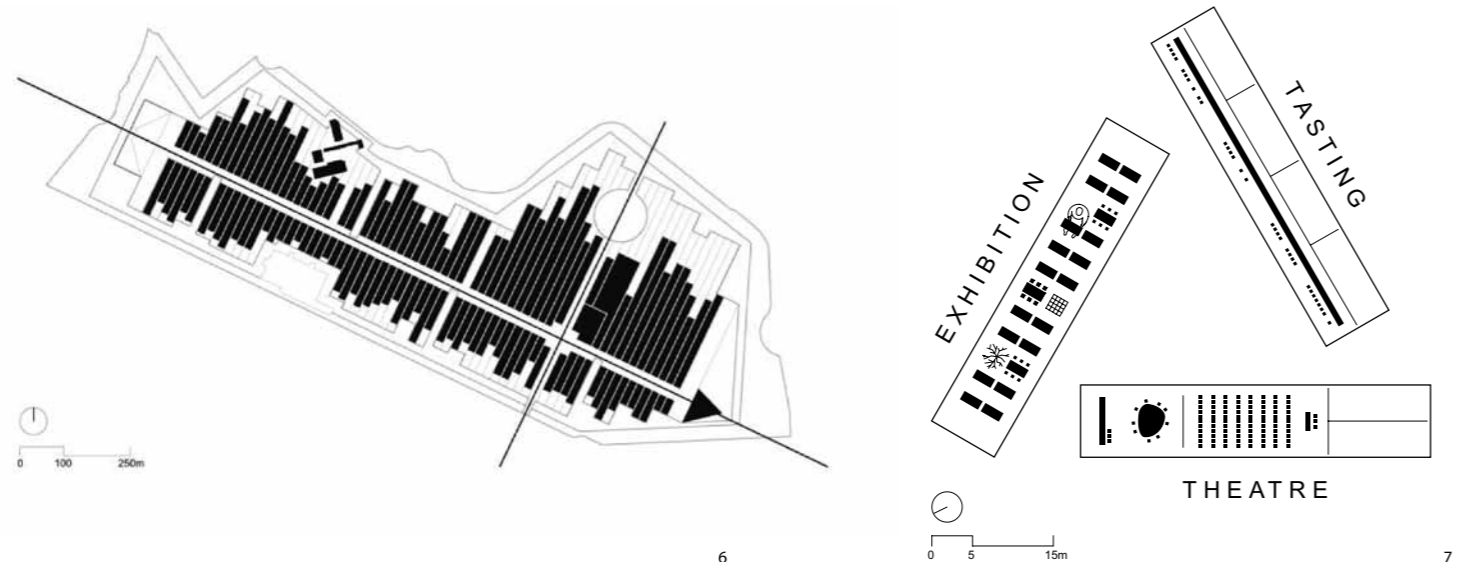 0 100 250m
6
EXHIBITION
TASTING
THEATRE
0 5 15m
7